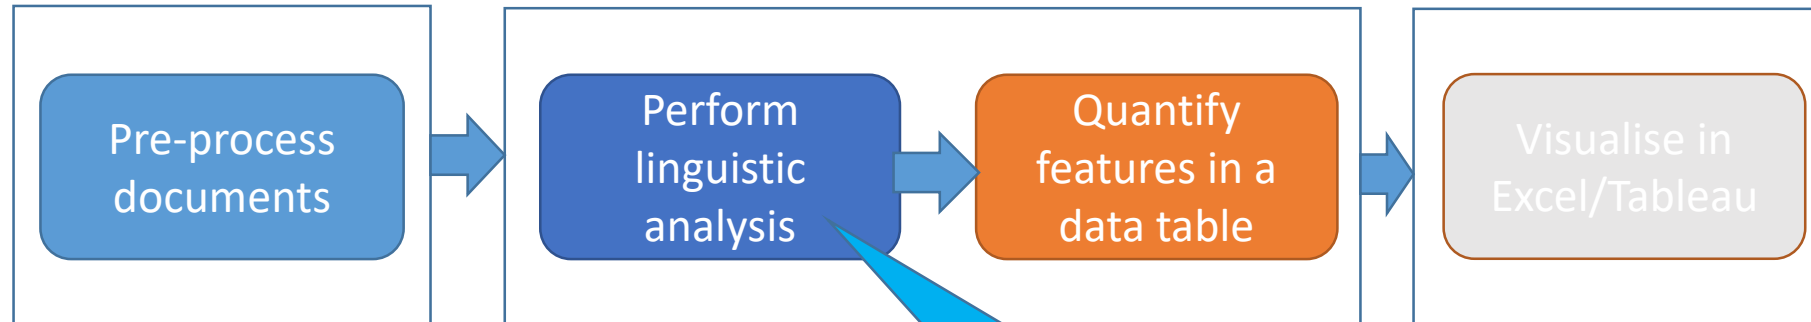 Pre-process
documents
Perform
linguistic
analysis
Quantify
features in a
data table
Visualise in
Excel/Tableau